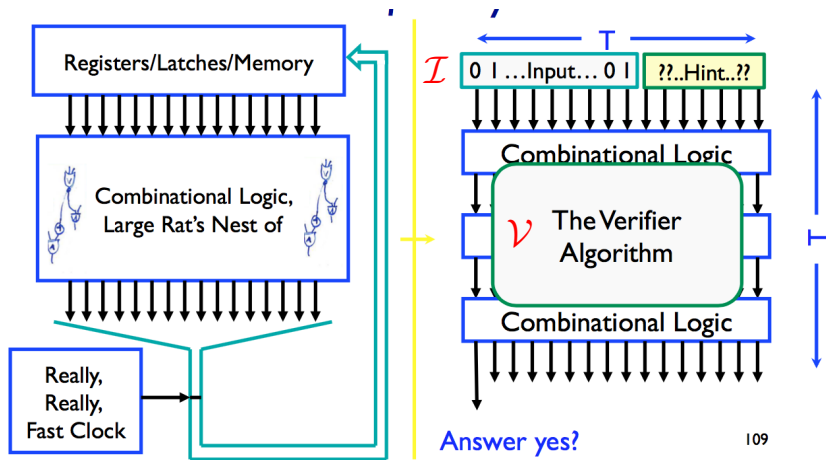 Registers/Latches/Memory
Combinational Logic,
Large Rat's Nest of
Really,
Really,
Fast Clock
T
I
0 1 ...Input... 0 1
??..Hint..??
Combinational Logic
V
The Verifier
Algorithm
T
Combinational Logic
Answer yes?
109